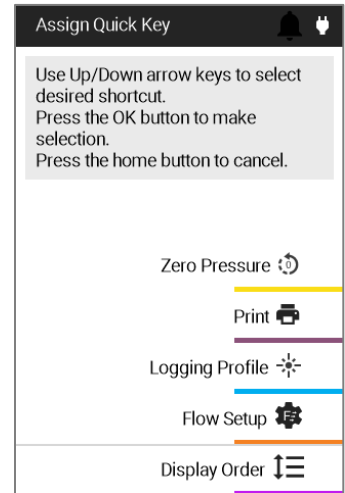 Assign Quick Key
Use Up/Down arrow keys to select
desired shortcut.
Press the OK button to make
selection.
Press the home button to cancel.
Zero Pressure
Print
Logging Profile
Flow Setup
Display Order